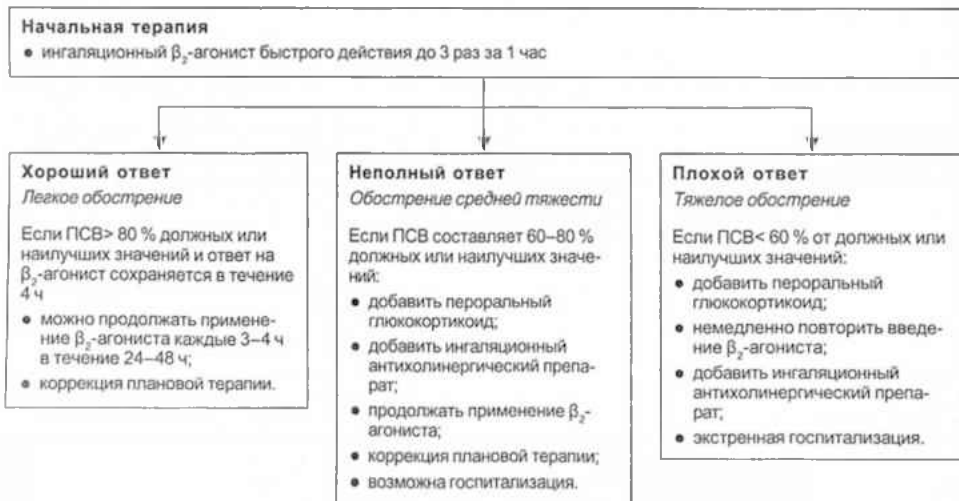 Начальная терапия
● ингаляционный β₂-агонист быстрого действия до 3 раз за 1 час
Хороший ответ
Легкое обострение
Если ПСВ> 80 % должных или
наилучших значений и ответ на
β₂-агонист сохраняется в течение
4 ч
● можно продолжать примене-
ние β₂-агониста каждые 3–4 ч
в течение 24–48 ч;
● коррекция плановой терапии.
Неполный ответ
Обострение средней тяжести
Если ПСВ составляет 60–80 %
должных или наилучших значе-
ний:
● добавить пероральный
глюкокортикоид;
● добавить ингаляционный
антихолинергический препа-
рат;
● продолжать применение β₂-
агониста;
● коррекция плановой терапии;
● возможна госпитализация.
Плохой ответ
Тяжелое обострение
Если ПСВ< 60 % от должных или
наилучших значений:
● добавить пероральный
глюкокортикоид;
● немедленно повторить введе-
ние β₂-агониста;
● добавить ингаляционный
антихолинергический препа-
рат;
● экстренная госпитализация.